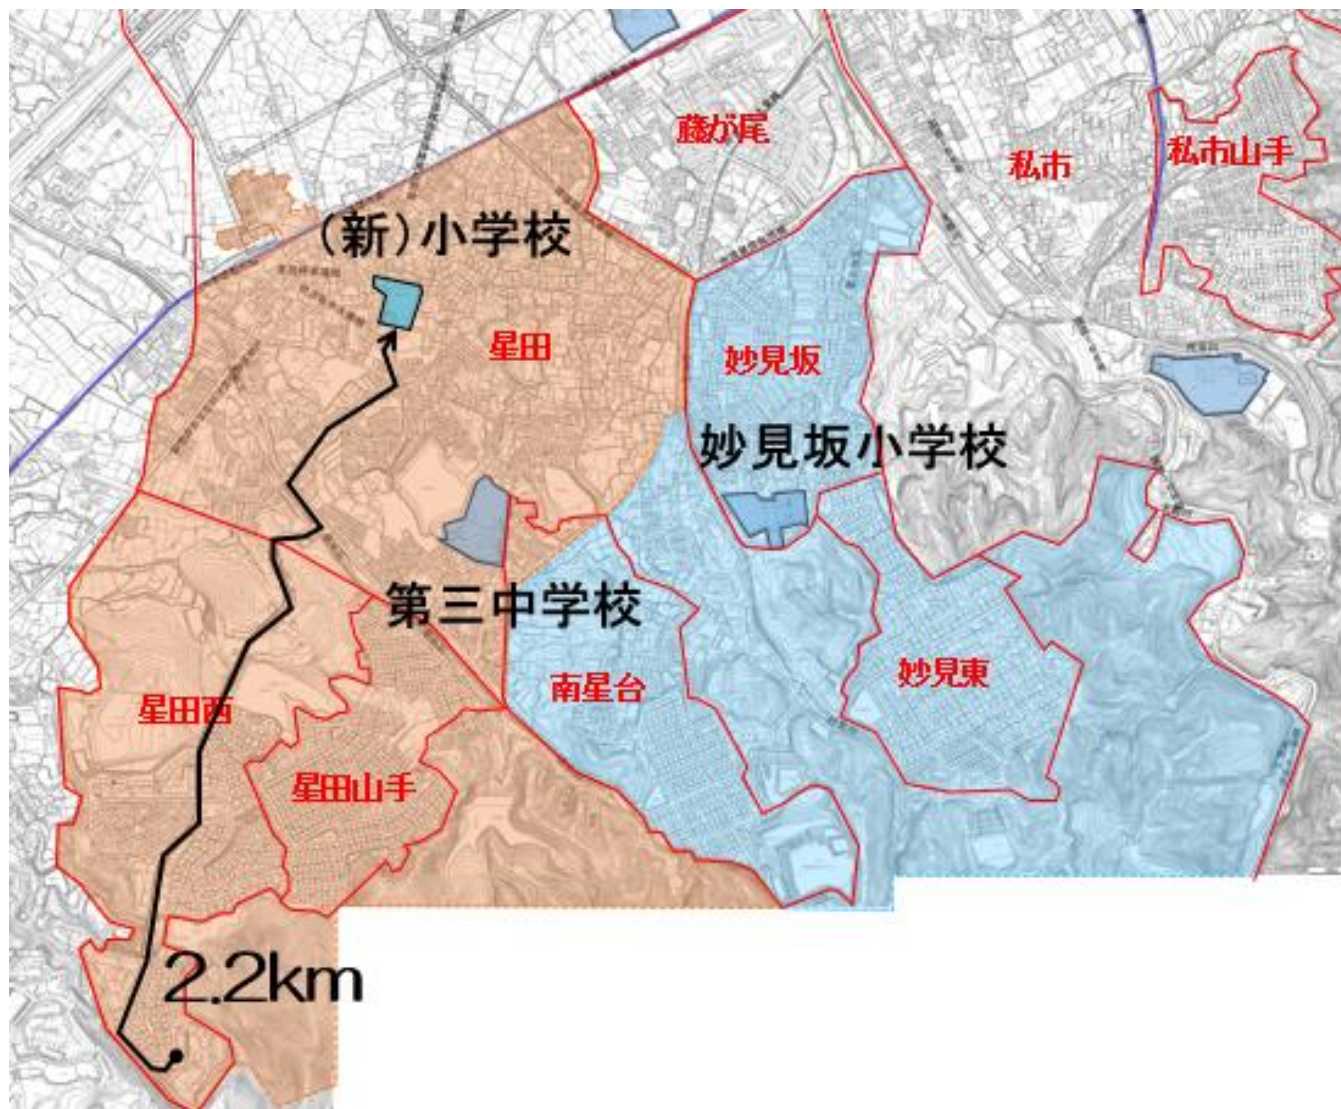 藤が尾
私市山手
私市
(新)小学校
星田
妙見坂
妙見坂小学校
第三中学校
南星台
妙見東
星田西
星田山手
2.2km